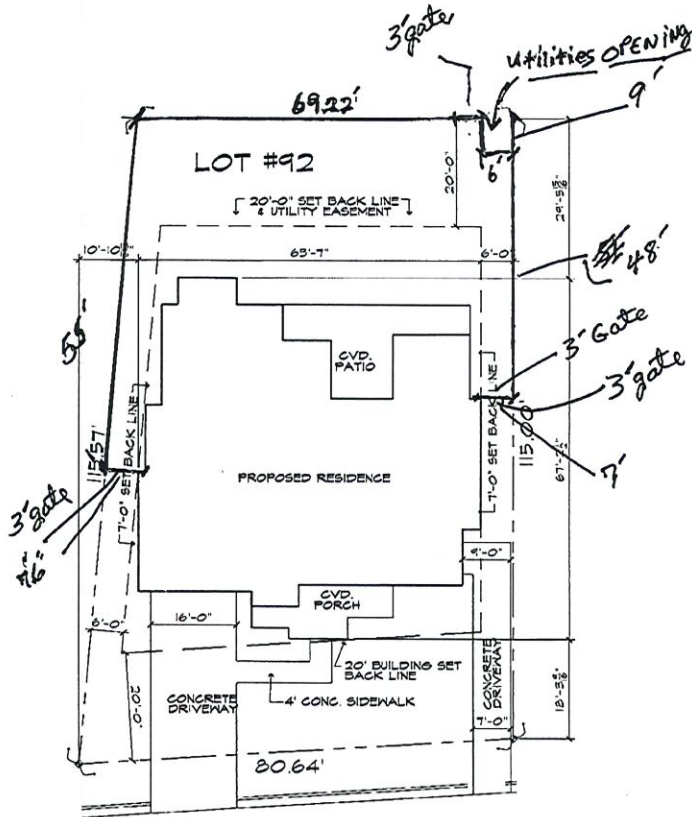 3' gate
utilities OPENING
69.22'
9'
LOT #92
6'
20'-0"
20'-0" SET BACK LINE
& UTILITY EASEMENT
29'-5
10'-10
63'-7"
6'-0
48'
55'
3' Gate
3' gate
CVD.
PATIO
7'-0" SET BACK LINE
115.57'
7'-0" SET BACK LINE
115.00'
67'-2
7'
PROPOSED RESIDENCE
3' gate
9'-0"
CVD.
PORCH
6'-0"
16'-0"
20' BUILDING SET
BACK LINE
CONCRETE
DRIVEWAY
4' CONC. SIDEWALK
CONCRETE
DRIVEWAY
20'-0"
18'-3
7'-0"
80.64'